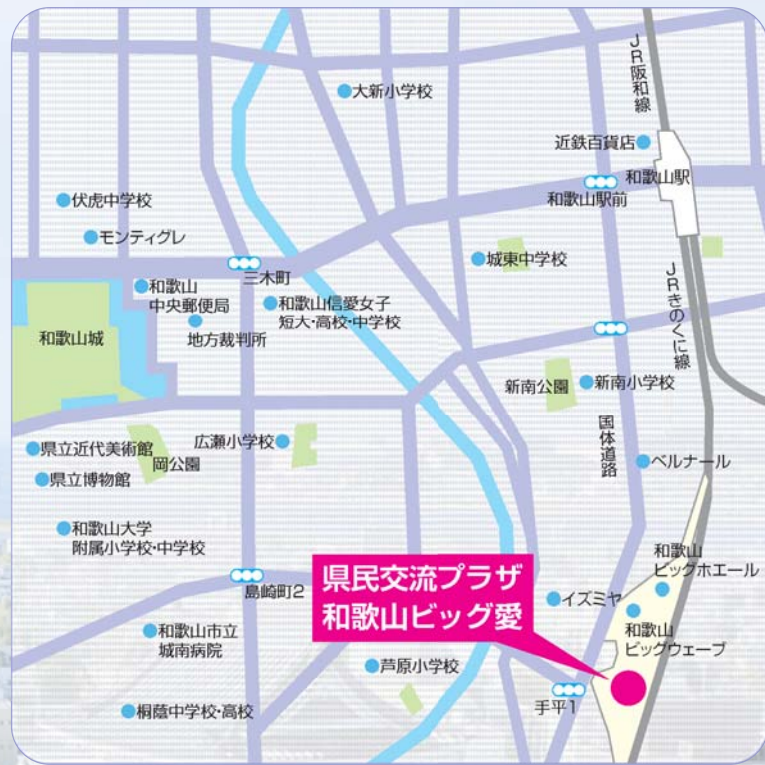 JR阪和線
大新小学校
近鉄百貨店
和歌山駅
和歌山駅前
伏虎中学校
モンティグレ
三木町
城東中学校
和歌山
中央郵便局
和歌山信愛女子
短大・高校・中学校
地方裁判所
和歌山城
JRきのくに線
新南公園
新南小学校
国体道路
県立近代美術館
岡公園
広瀬小学校
ベルナール
県立博物館
和歌山大学
附属小学校・中学校
島崎町2
県民交流プラザ
和歌山ビッグ愛
イズミヤ
和歌山
ビッグホエール
和歌山
ビッグウェーブ
和歌山市立
城南病院
芦原小学校
手平1
桐蔭中学校・高校